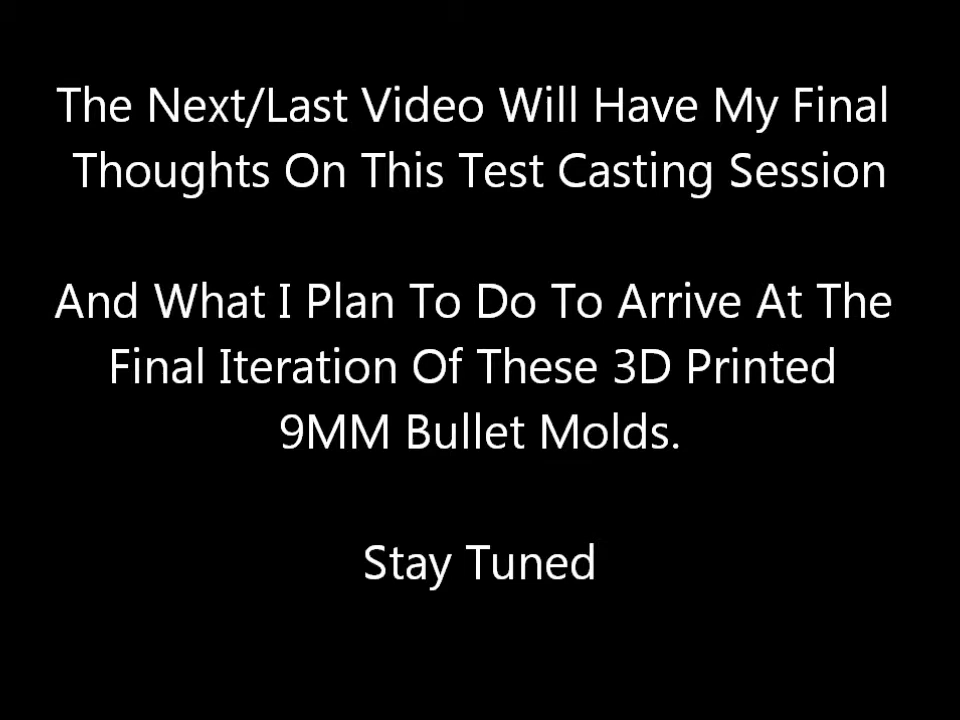 The Next/Last Video Will Have My Final
Thoughts On This Test Casting Session
And What I Plan To Do To Arrive At The
Final Iteration Of These 3D Printed
9MM Bullet Molds.
Stay Tuned